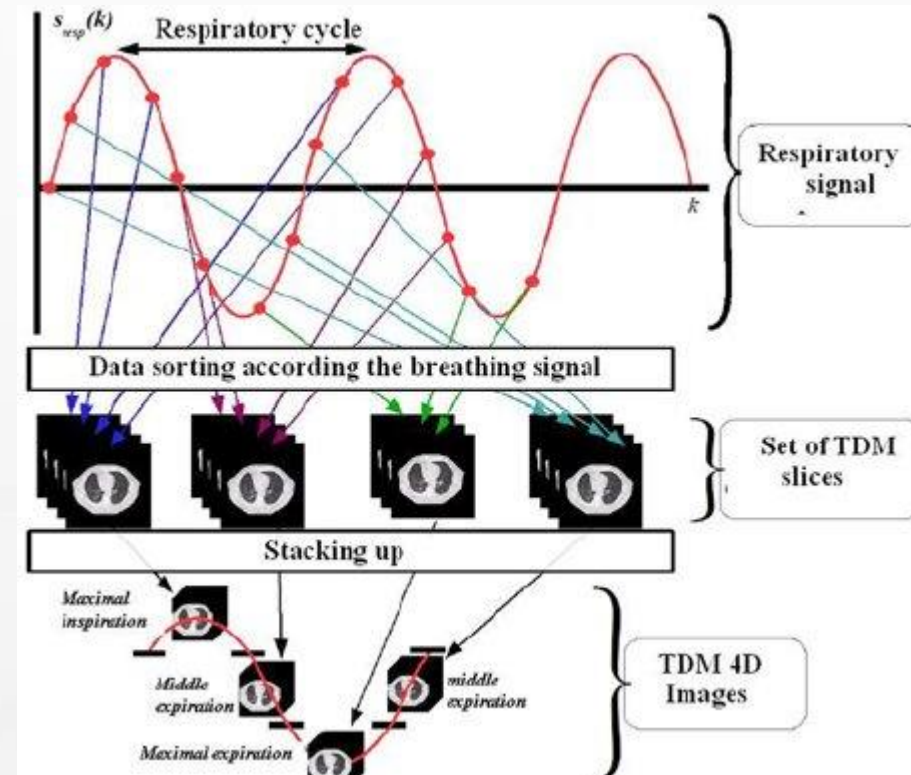 s_resp(k)
Respiratory cycle
k
Respiratory
signal
Data sorting according the breathing signal
Set of TDM
slices
Stacking up
Maximal
inspiration
Middle
expiration
middle
expiration
Maximal expiration
TDM 4D
Images